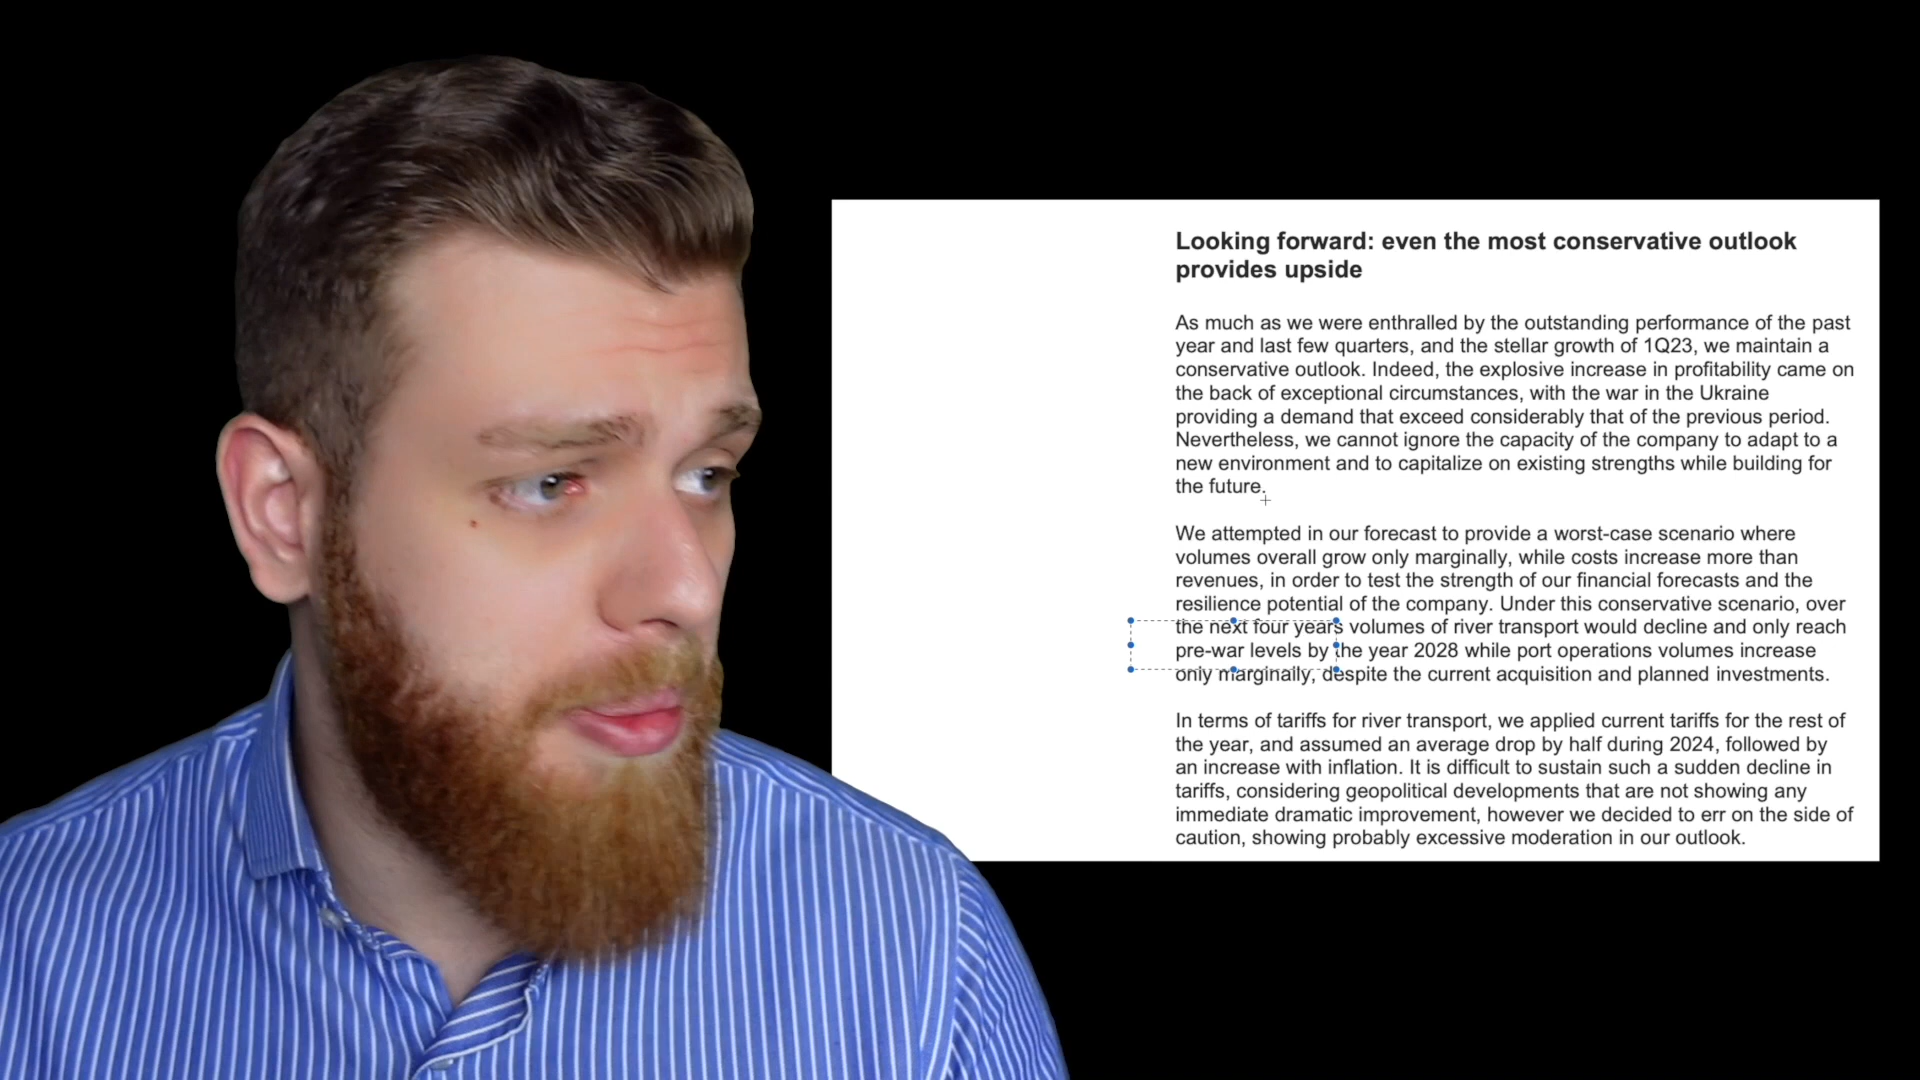 Looking forward: even the most conservative outlook
provides upside
As much as we were enthralled by the outstanding performance of the past
year and last few quarters, and the stellar growth of 1Q23, we maintain a
conservative outlook. Indeed, the explosive increase in profitability came on
the back of exceptional circumstances, with the war in the Ukraine
providing a demand that exceed considerably that of the previous period.
Nevertheless, we cannot ignore the capacity of the company to adapt to a
new environment and to capitalize on existing strengths while building for
the future.
We attempted in our forecast to provide a worst-case scenario where
volumes overall grow only marginally, while costs increase more than
revenues, in order to test the strength of our financial forecasts and the
resilience potential of the company. Under this conservative scenario, over
the next four years volumes of river transport would decline and only reach
pre-war levels by the year 2028 while port operations volumes increase
only marginally, despite the current acquisition and planned investments.
In terms of tariffs for river transport, we applied current tariffs for the rest of
the year, and assumed an average drop by half during 2024, followed by
an increase with inflation. It is difficult to sustain such a sudden decline in
tariffs, considering geopolitical developments that are not showing any
immediate dramatic improvement, however we decided to err on the side of
caution, showing probably excessive moderation in our outlook.